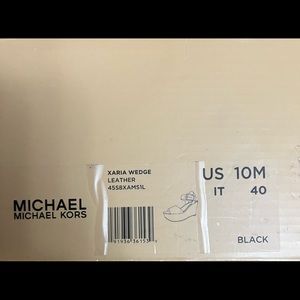 XARIA WEDGE
LEATHER
45S8XAMS1L
US 10M
IT 40
MICHAEL
MICHAEL KORS
BLACK